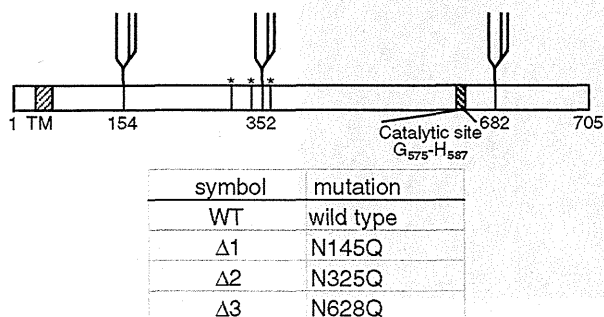 * * *
1 TM 154 352 682 705
Catalytic site
G575-H587
symbol mutation
WT wild type
Δ1 N145Q
Δ2 N325Q
Δ3 N628Q